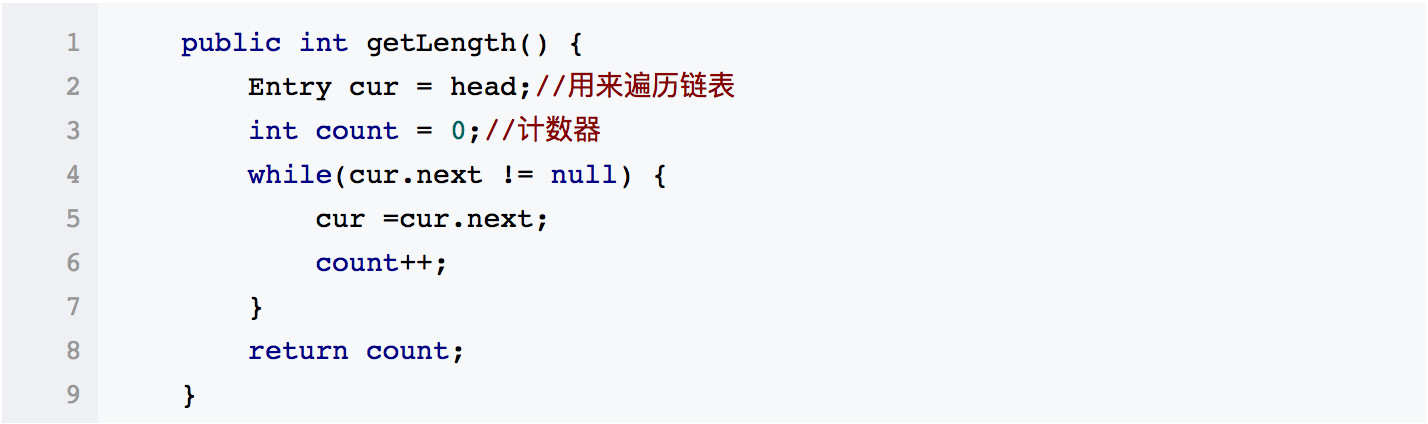 1 public int getLength() {
2 Entry cur = head;//用来遍历链表
3 int count = 0;//计数器
4 while(cur.next != null) {
5 cur =cur.next;
6 count++;
7 }
8 return count;
9 }